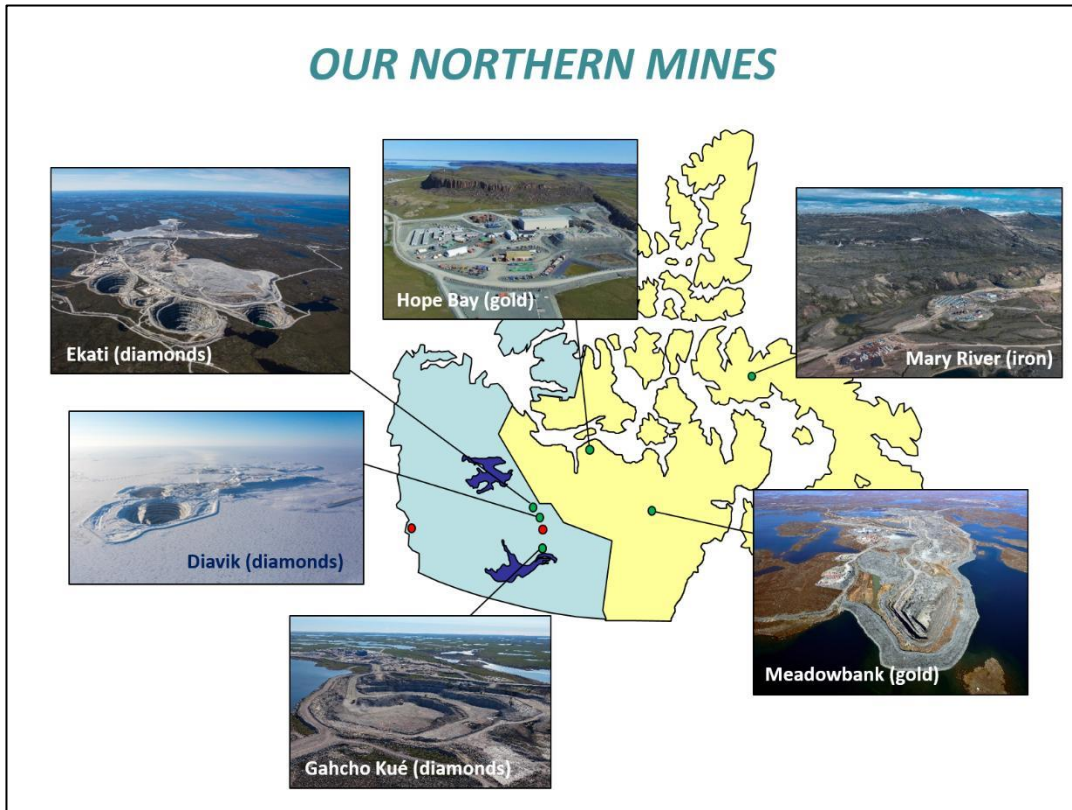 OUR NORTHERN MINES
Ekati (diamonds)
Hope Bay (gold)
Mary River (iron)
Diavik (diamonds)
Meadowbank (gold)
Gahcho Kué (diamonds)